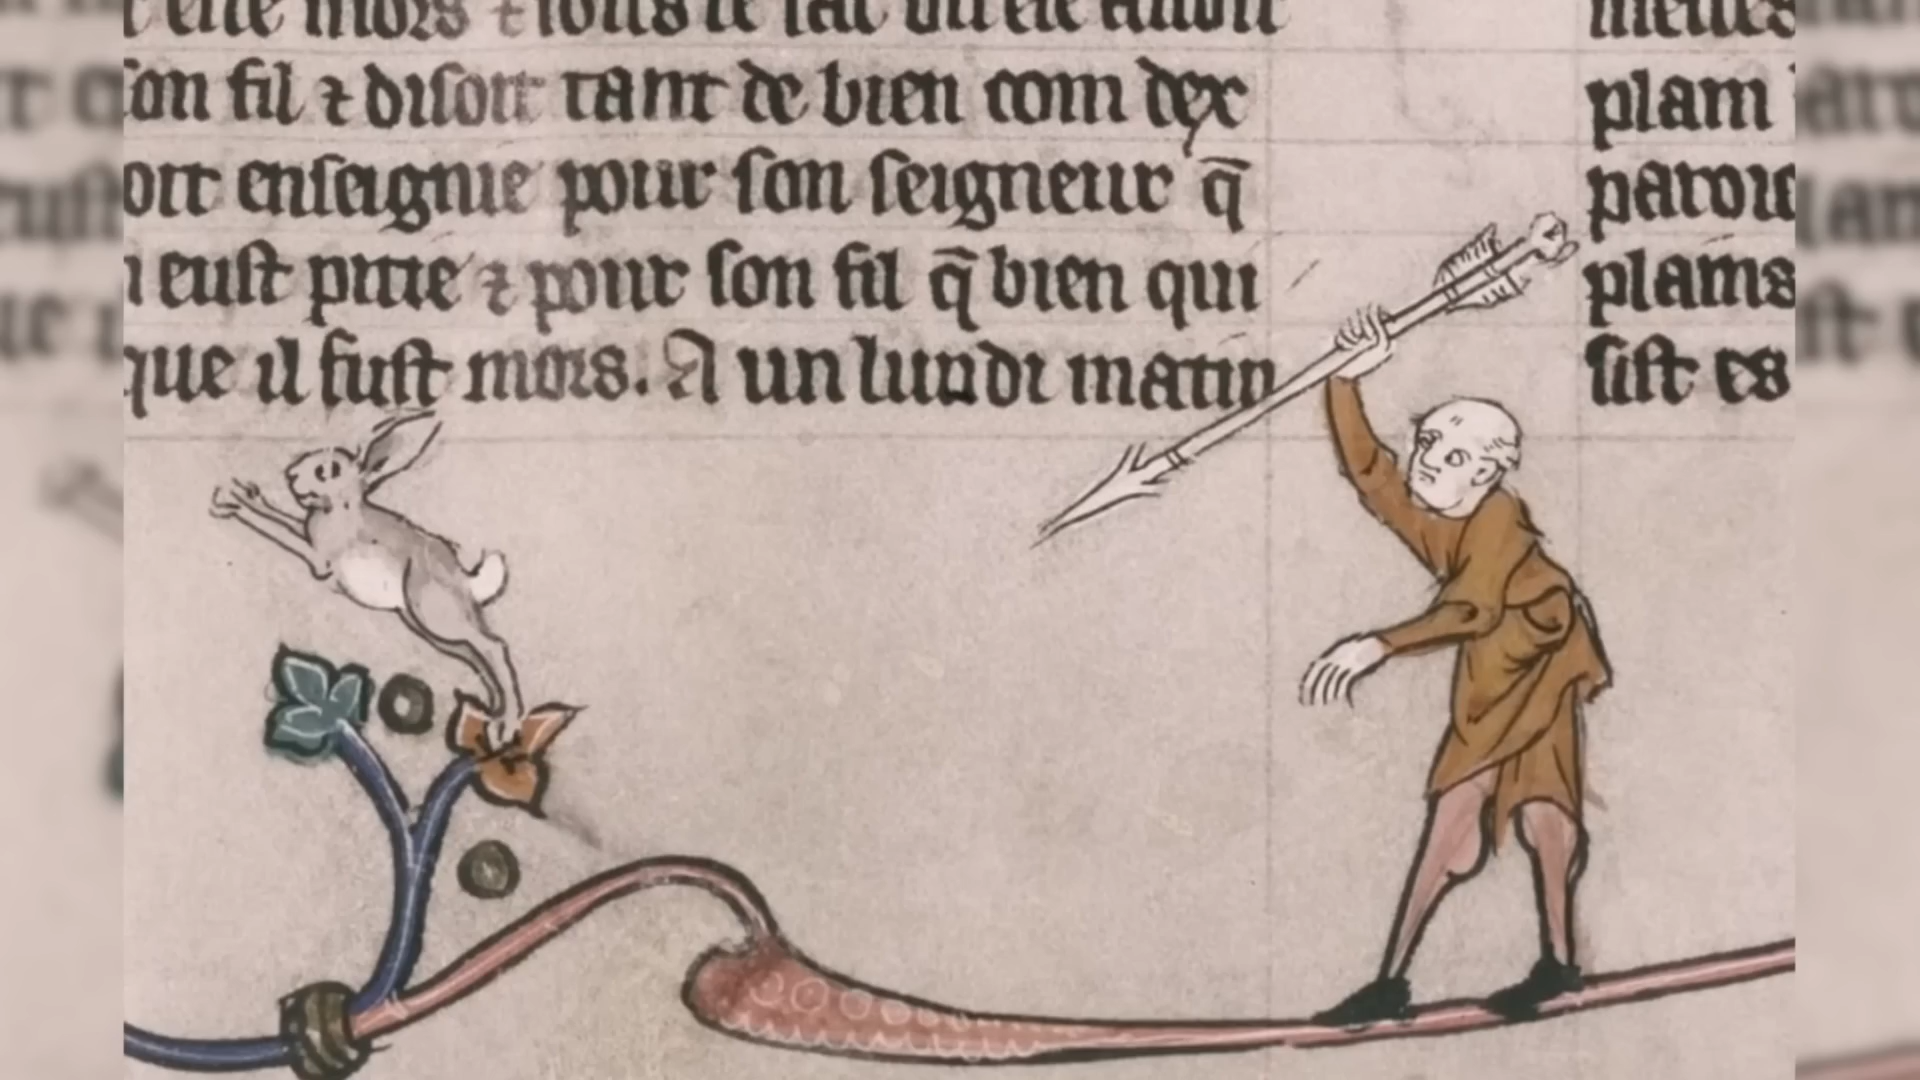 son fil ⁊ disoit tant de bien com dex
oit enseignie pour son seigneur q̄
eust pitie ⁊ pour son fil q̄ bien qui
que il fust mors. A un lundi matin
plam
parole
plams
sist es